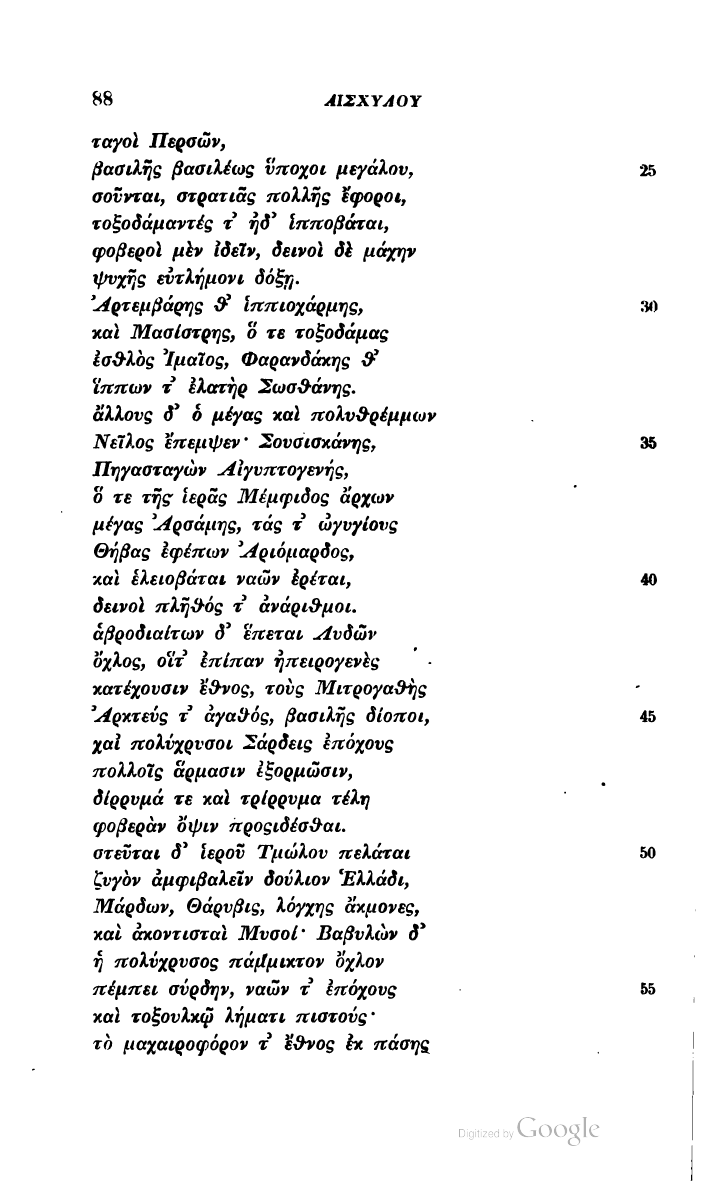 88 ΑΙΣΧΥΛΟΥ
ταγοὶ Περσῶν,
βασιλῆς βασιλέως ὕποχοι μεγάλου, 25
σοῦνται, στρατιᾶς πολλῆς ἔφοροι,
τοξοδάμαντές τ' ἠδ' ἱπποβάται,
φοβεροὶ μὲν ἰδεῖν, δεινοὶ δὲ μάχην
ψυχῆς εὐτλήμονι δόξῃ.
Ἀρτεμβάρης θ' ἱππιοχάρμης, 30
καὶ Μασίστρης, ὅ τε τοξοδάμας
ἐσθλὸς Ἰμαῖος, Φαρανδάκης θ'
ἵππων τ' ἐλατὴρ Σωσθάνης.
ἄλλους δ' ὁ μέγας καὶ πολυθρέμμων
Νεῖλος ἔπεμψεν· Σουσισκάνης, 35
Πηγασταγὼν Αἰγυπτογενής,
ὅ τε τῆς ἱερᾶς Μέμφιδος ἄρχων
μέγας Ἀρσάμης, τάς τ' ὠγυγίους
Θήβας ἐφέπων Ἀριόμαρδος,
καὶ ἑλειοβάται ναῶν ἐρέται, 40
δεινοὶ πλῆθός τ' ἀνάριθμοι.
ἁβροδιαίτων δ' ἕπεται Λυδῶν
ὄχλος, οἵτ' ἐπίπαν ἠπειρογενὲς
κατέχουσιν ἔθνος, τοὺς Μιτρογαθὴς
Ἀρκτεύς τ' ἀγαθός, βασιλῆς δίοποι, 45
χαἰ πολύχρυσοι Σάρδεις ἐπόχους
πολλοῖς ἅρμασιν ἐξορμῶσιν,
δίρρυμά τε καὶ τρίρρυμα τέλη
φοβερὰν ὄψιν προςιδέσθαι.
στεῦται δ' ἱεροῦ Τμώλου πελάται 50
ζυγὸν ἀμφιβαλεῖν δούλιον Ἑλλάδι,
Μάρδων, Θάρυβις, λόγχης ἄκμονες,
καὶ ἀκοντισταὶ Μυσοί· Βαβυλὼν δ'
ἡ πολύχρυσος πάμμικτον ὄχλον
πέμπει σύρδην, ναῶν τ' ἐπόχους 55
καὶ τοξουλκῷ λήματι πιστούς·
τὸ μαχαιροφόρον τ' ἔθνος ἐκ πάσης
Digitized by Google